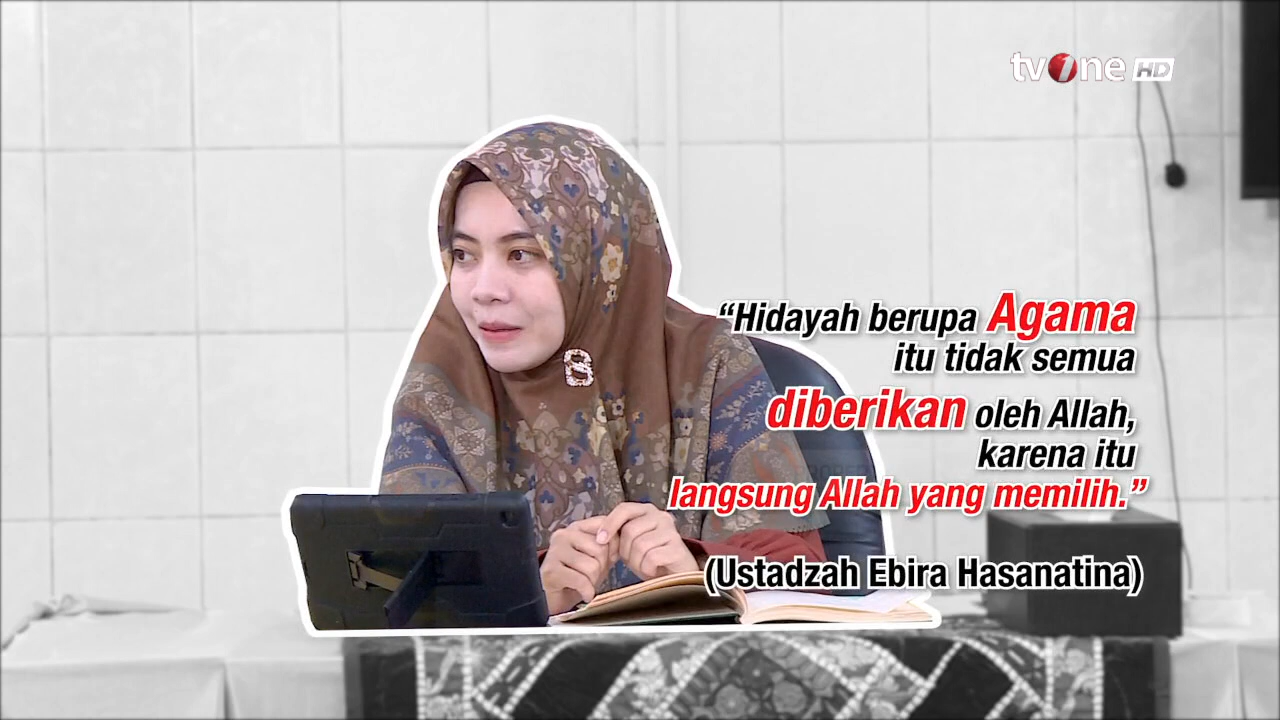 tvOne HD
“Hidayah berupa Agama
itu tidak semua
diberikan oleh Allah,
karena itu
langsung Allah yang memilih.”
(Ustadzah Ebira Hasanatina)